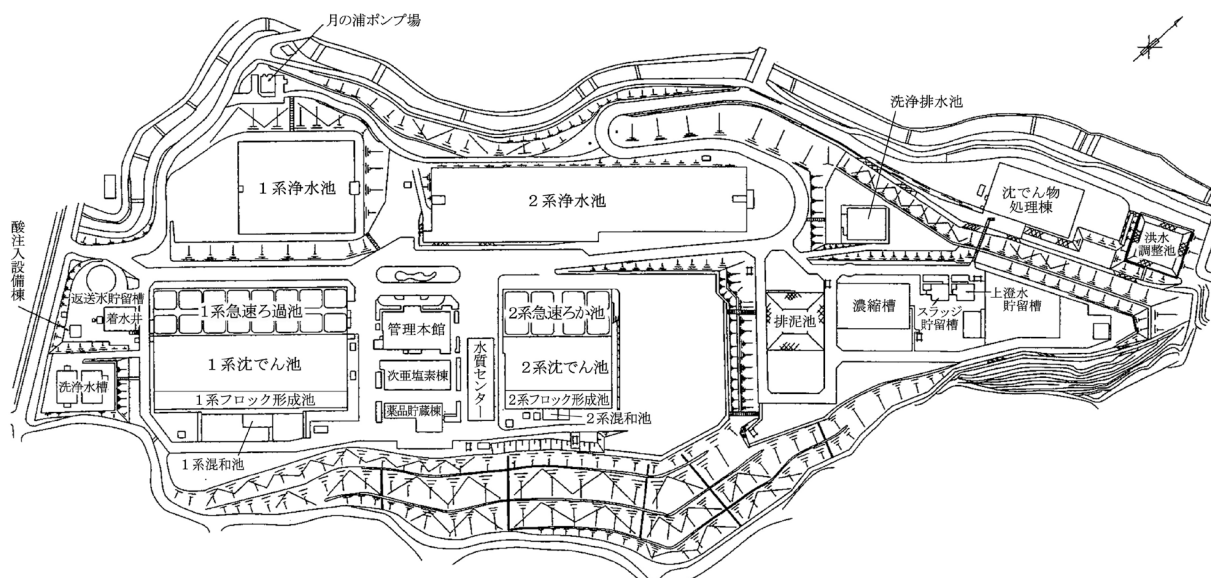 月の浦ポンプ場
洗浄排水池
1系浄水池
2系浄水池
沈でん物
処理棟
洪水
調整池
酸注入設備棟
返送水貯留槽
着水井
1系急速ろ過池
管理本館
2系急速ろか池
排泥池
濃縮槽
スラッジ
貯留槽
上澄水
貯留槽
1系沈でん池
次亜塩素棟
水質センター
2系沈でん池
洗浄水槽
1系フロック形成池
薬品貯蔵棟
2系フロック形成池
2系混和池
1系混和池